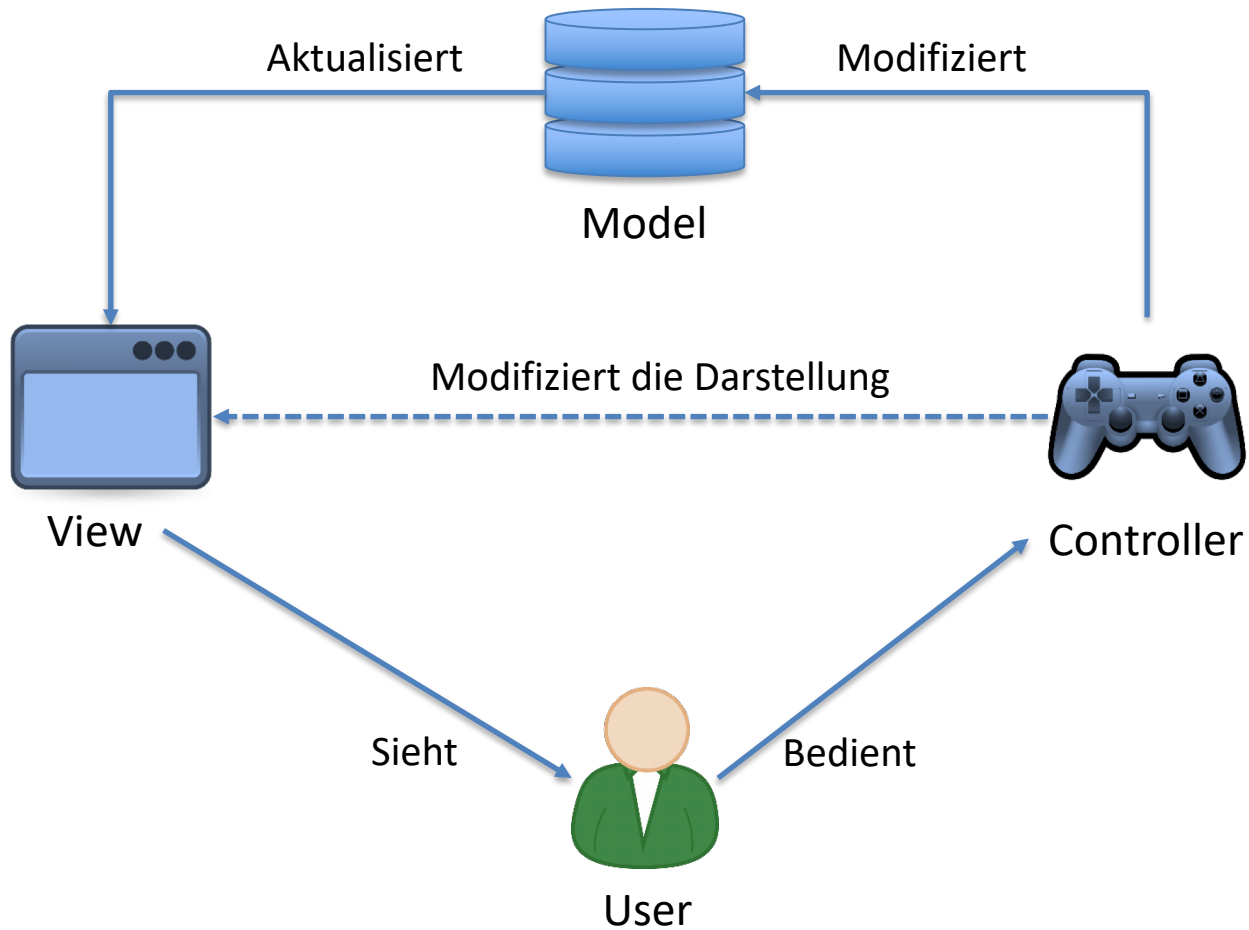 Aktualisiert
Modifiziert
Model
Modifiziert die Darstellung
View
Controller
Sieht
Bedient
User